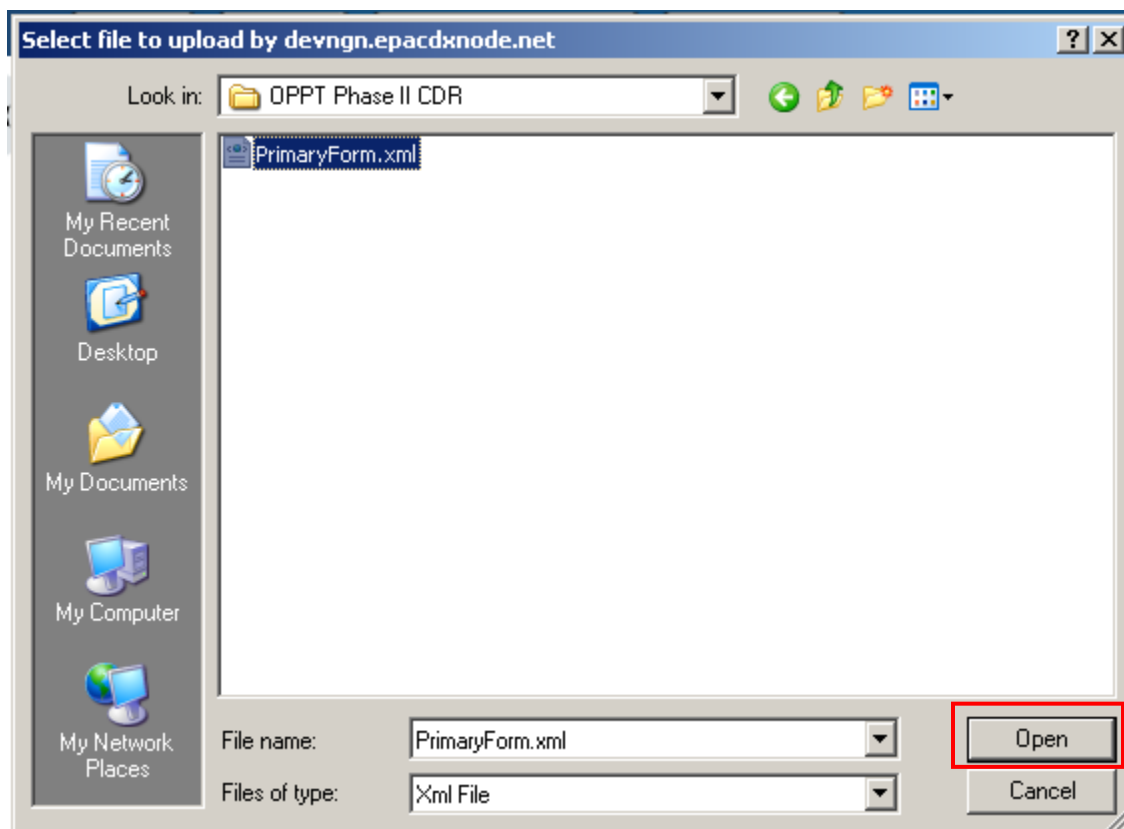 Select file to upload by devngn.epacdxnode.net
Look in:
OPPT Phase II CDR
PrimaryForm.xml
My Recent
Documents
Desktop
My Documents
My Computer
My Network
Places
File name:
PrimaryForm.xml
Open
Files of type:
Xml File
Cancel